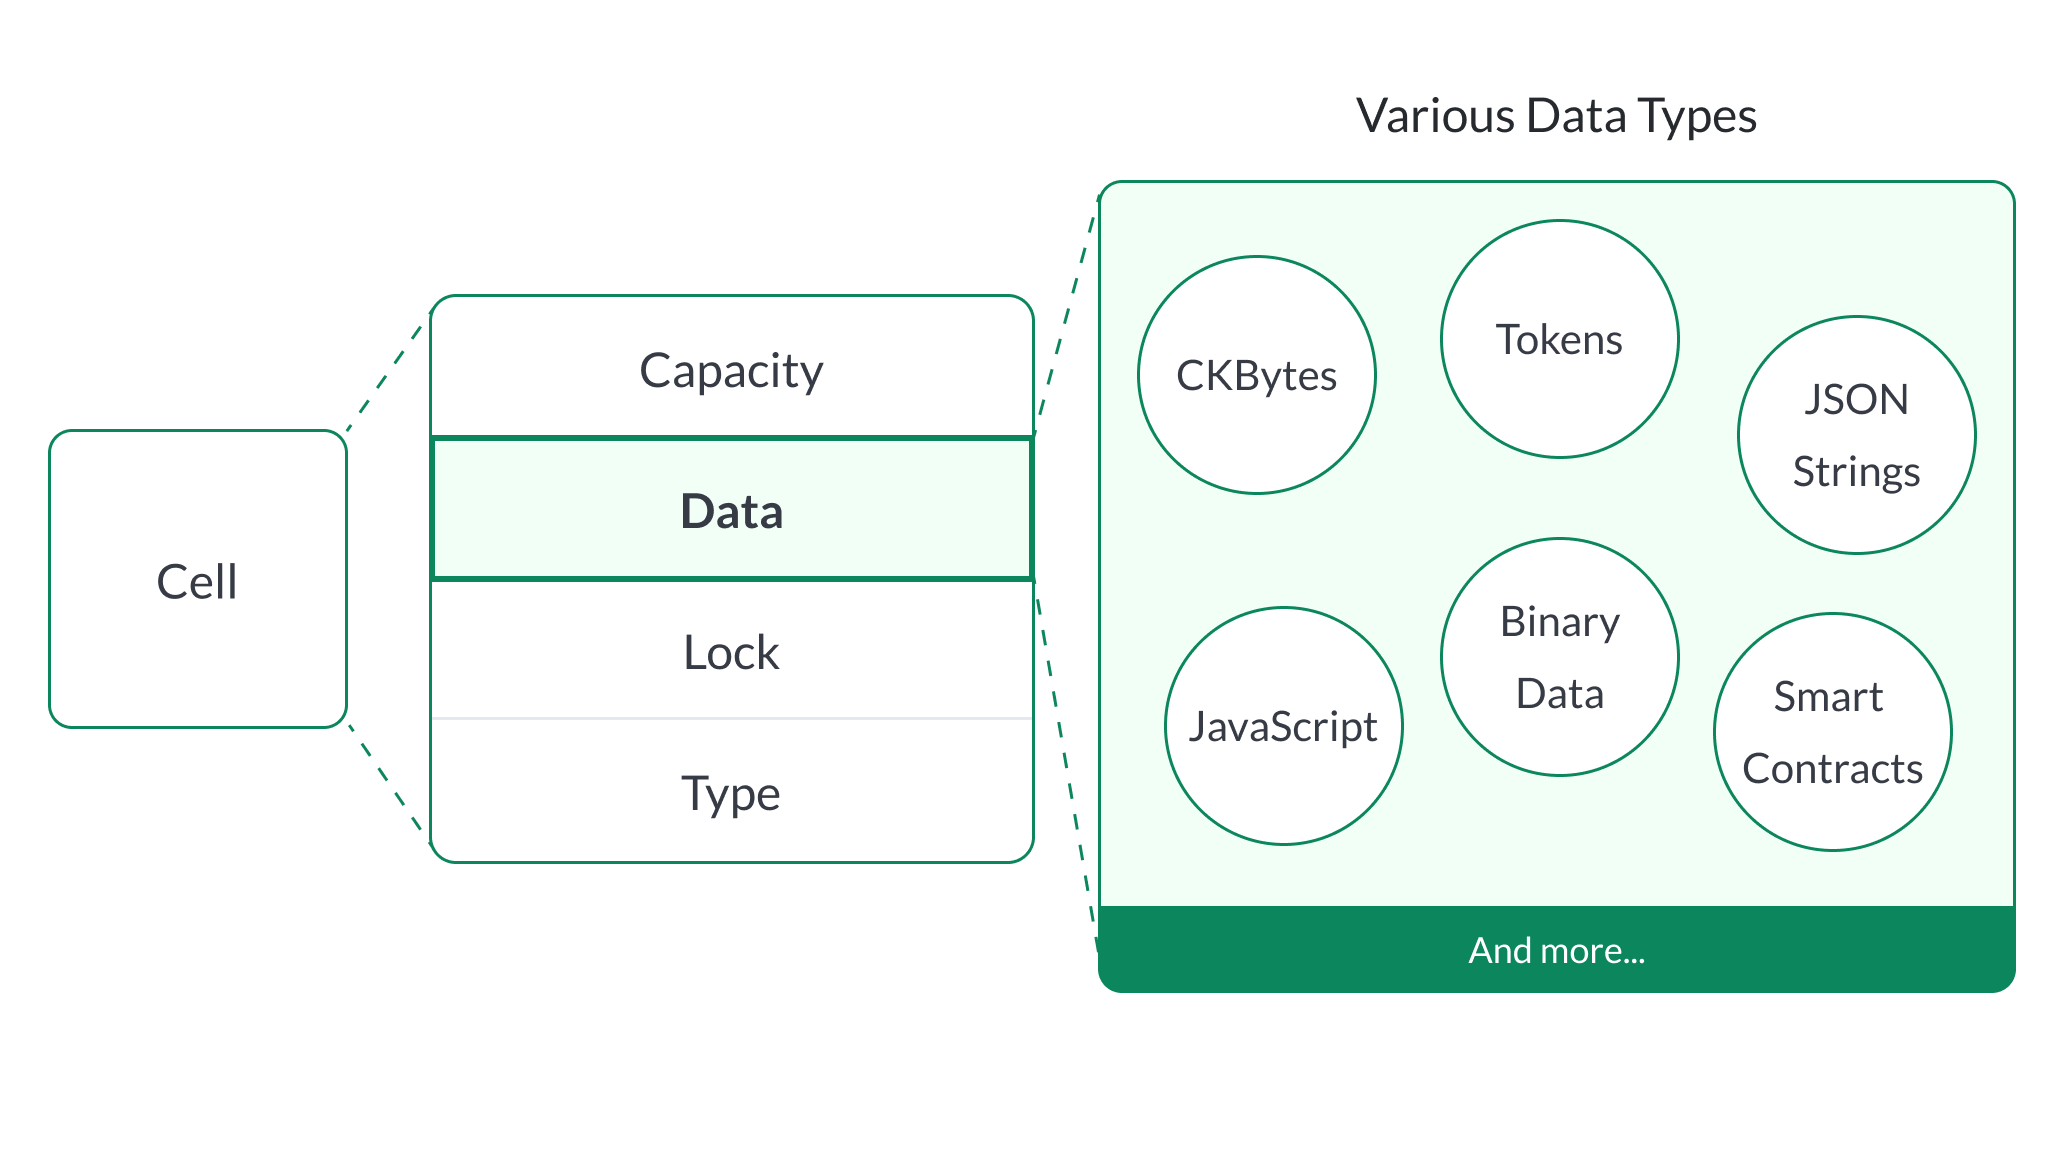 Various Data Types
Cell
Capacity
Data
Lock
Type
CKBytes
Tokens
JSON
Strings
JavaScript
Binary
Data
Smart
Contracts
And more...